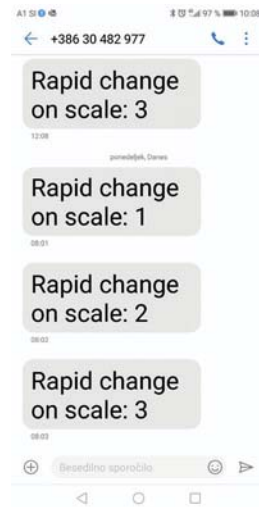 A1 SI
97 % 10:08
+386 30 482 977
Rapid change
on scale: 3
12:08
ponedeljek, Danes
Rapid change
on scale: 1
08:01
Rapid change
on scale: 2
08:02
Rapid change
on scale: 3
08:03
Besedilno sporočilo